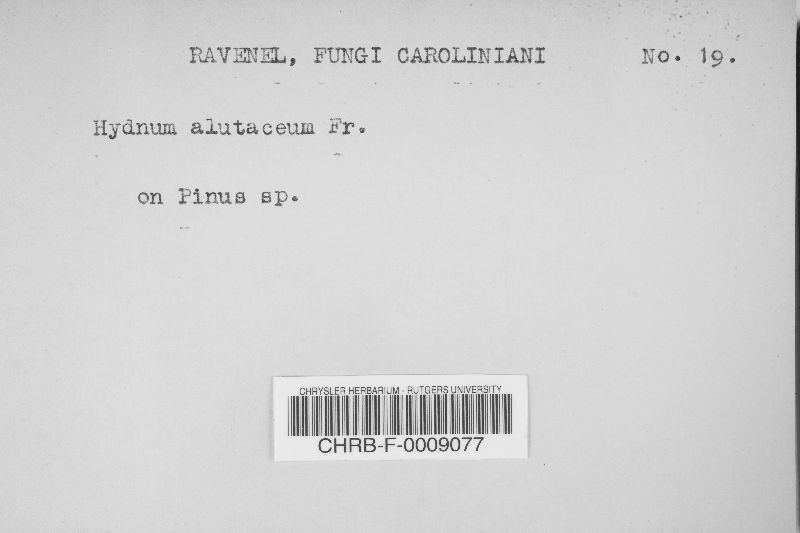 RAVENEL, FUNGI CAROLINIANI No. 19.
Hydnum alutaceum Fr.
on Pinus sp.
CHRYSLER HERBARIUM - RUTGERS UNIVERSITY
CHRB-F-0009077